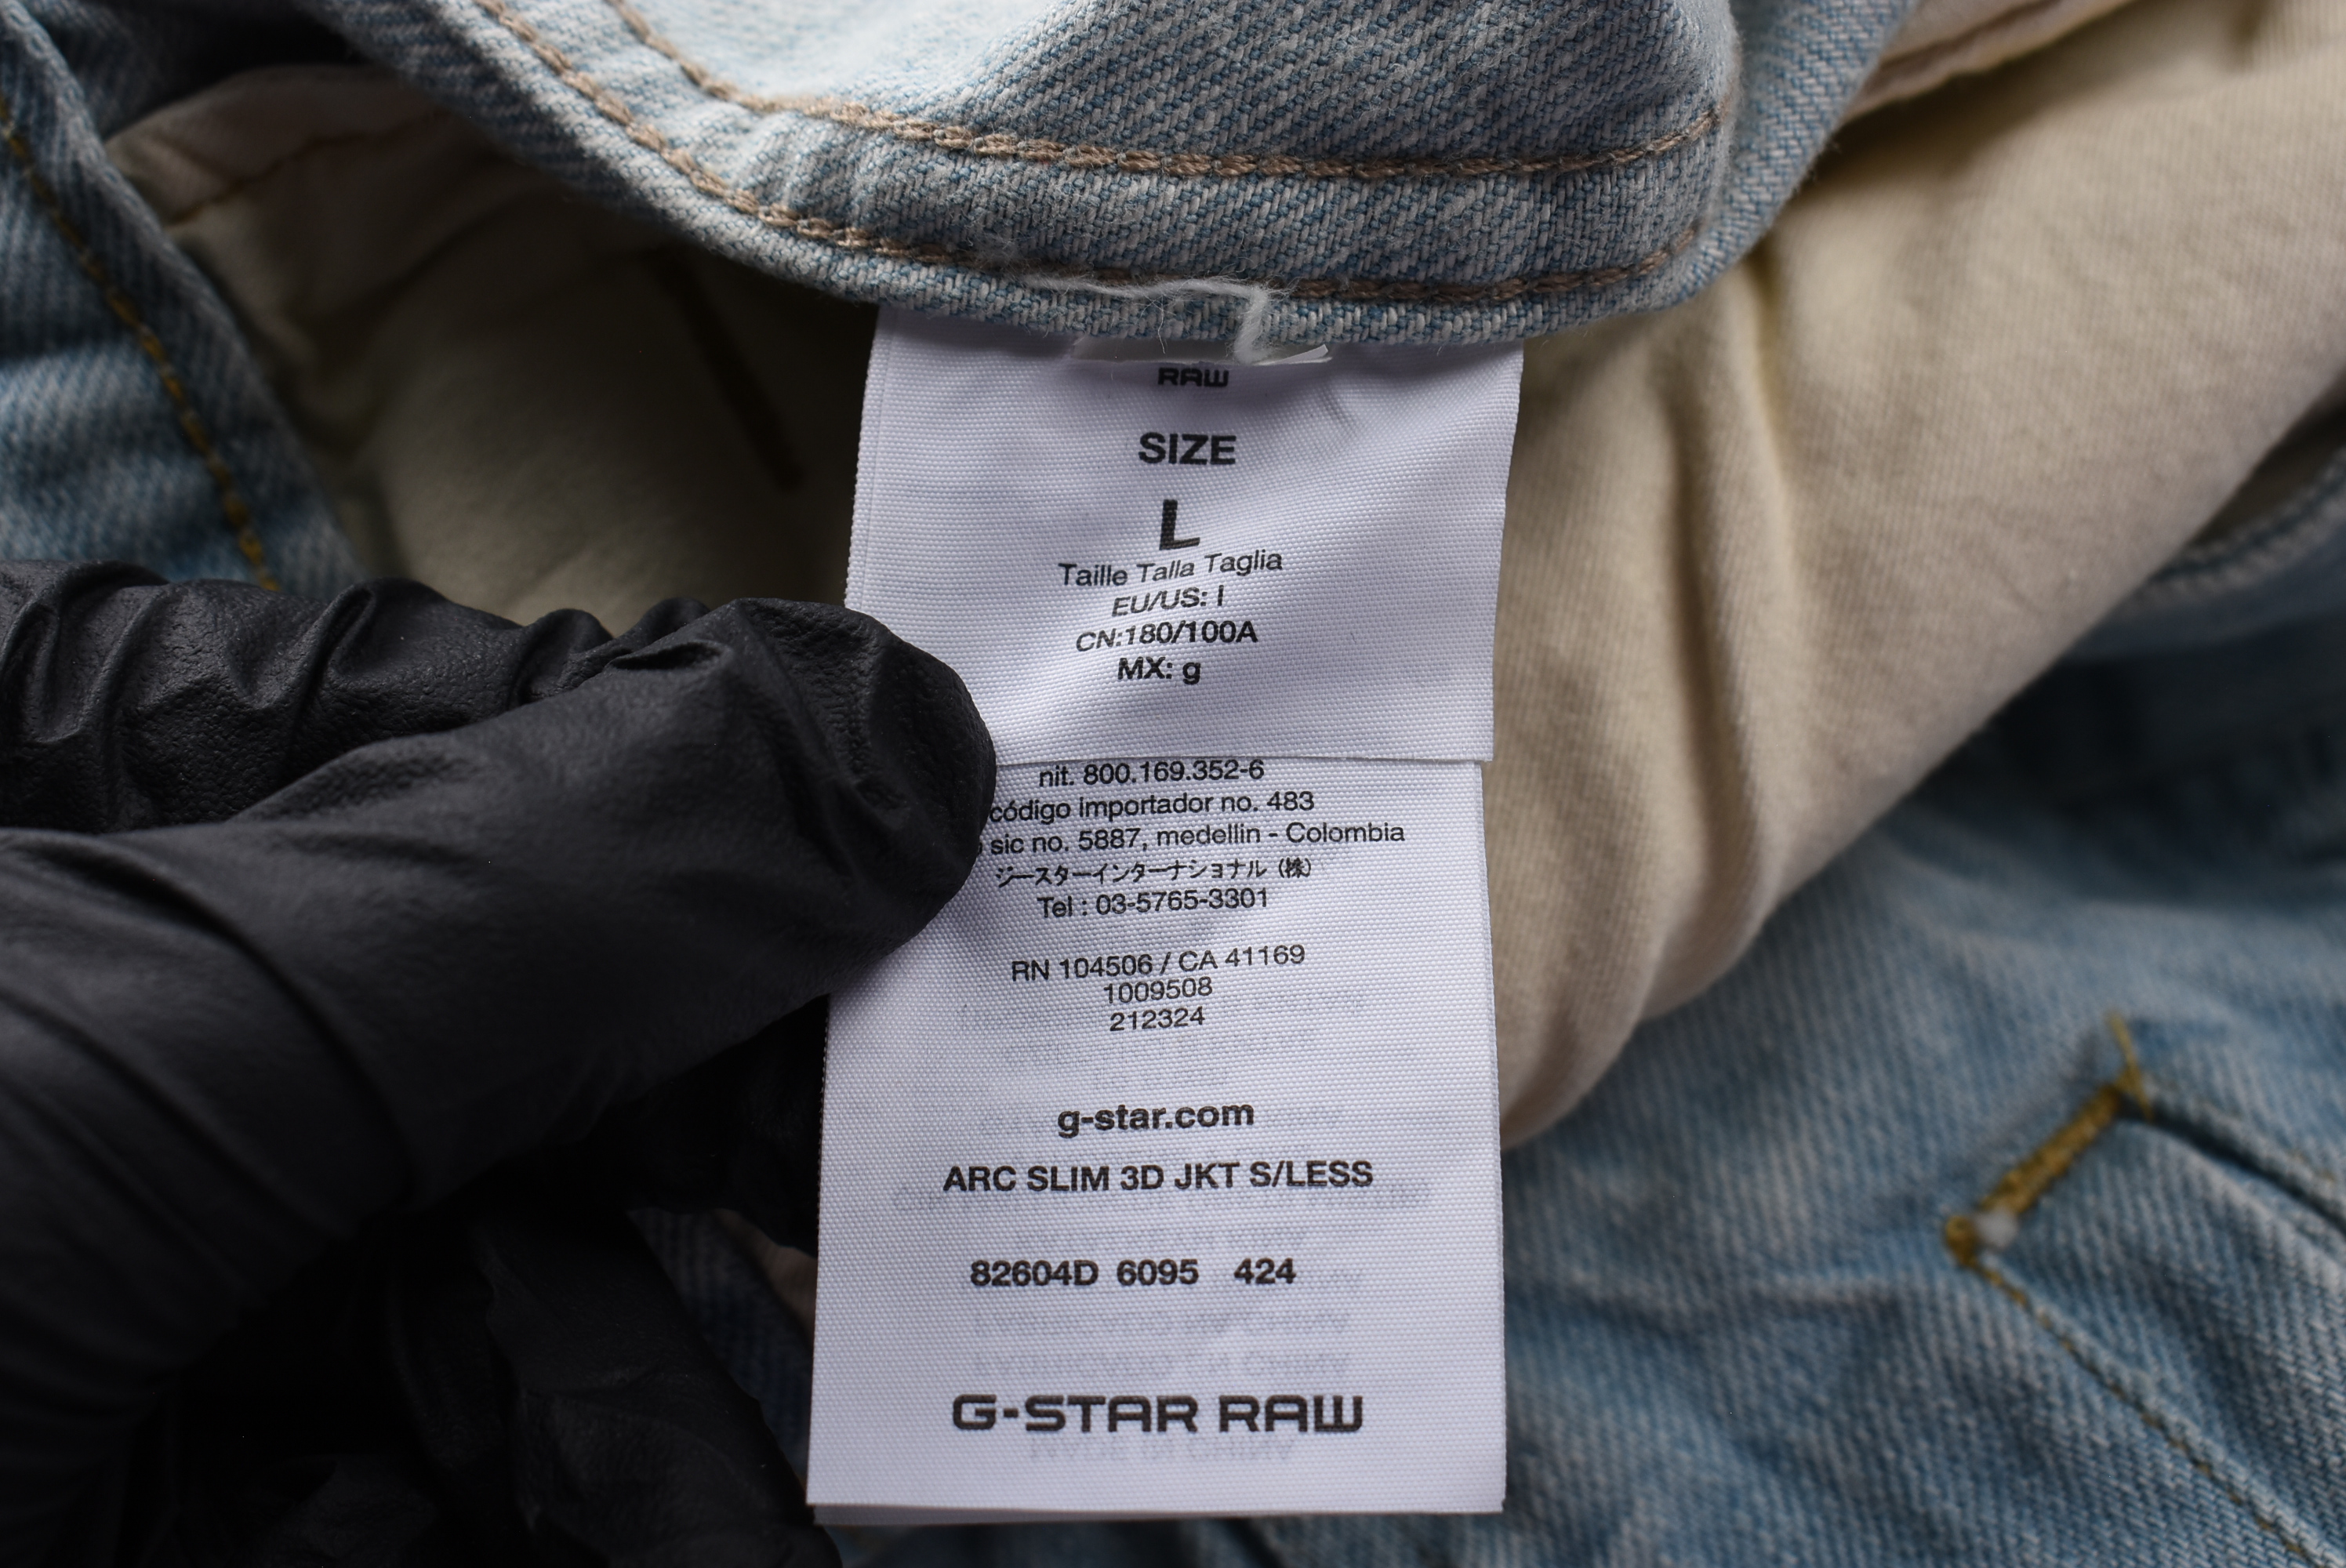 RAW
SIZE
L
Taille Talla Taglia
EU/US: l
CN:180/100A
MX: g
nit. 800.169.352-6
código importador no. 483
sic no. 5887, medellin - Colombia
ジースターインターナショナル（株）
Tel : 03-5765-3301
RN 104506 / CA 41169
1009508
212324
g-star.com
ARC SLIM 3D JKT S/LESS
82604D 6095 424
G-STAR RAW